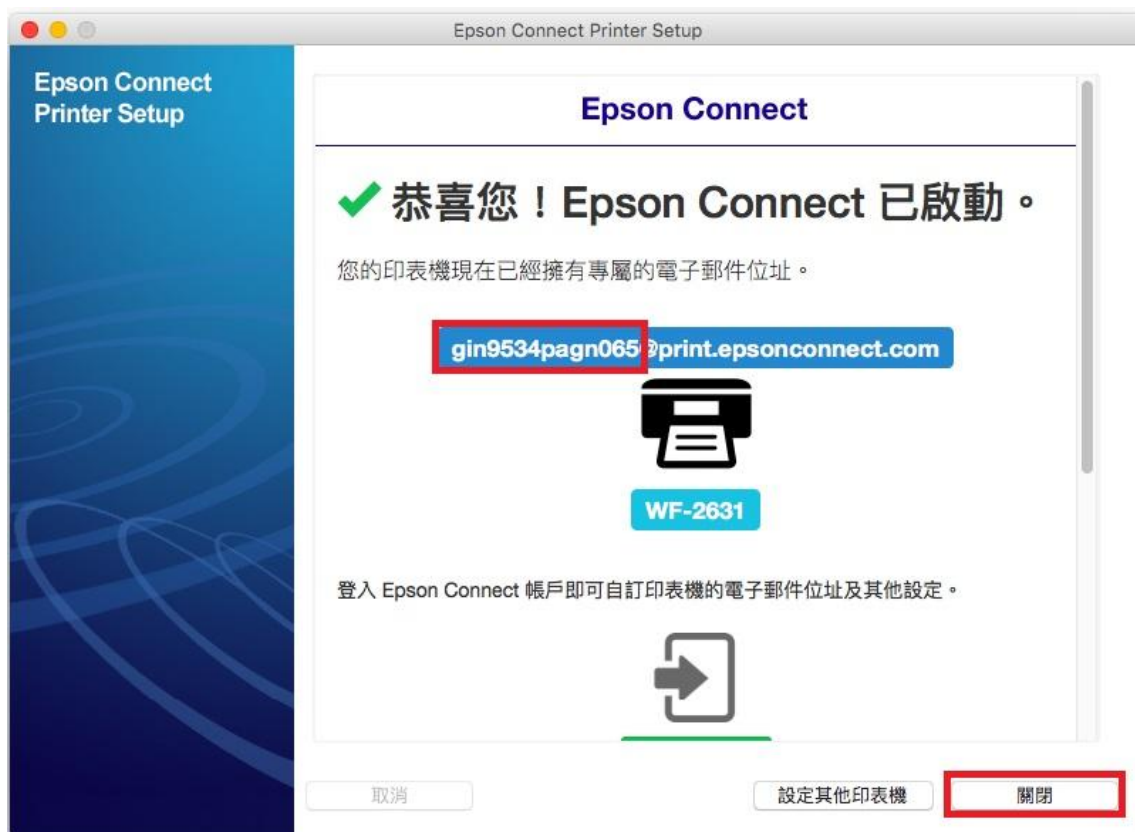 Epson Connect Printer Setup
Epson Connect
Printer Setup
Epson Connect
恭喜您！Epson Connect 已啟動。
您的印表機現在已經擁有專屬的電子郵件位址。
gin9534pagn065@print.epsonconnect.com
WF-2631
登入 Epson Connect 帳戶即可自訂印表機的電子郵件位址及其他設定。
取消
設定其他印表機
關閉